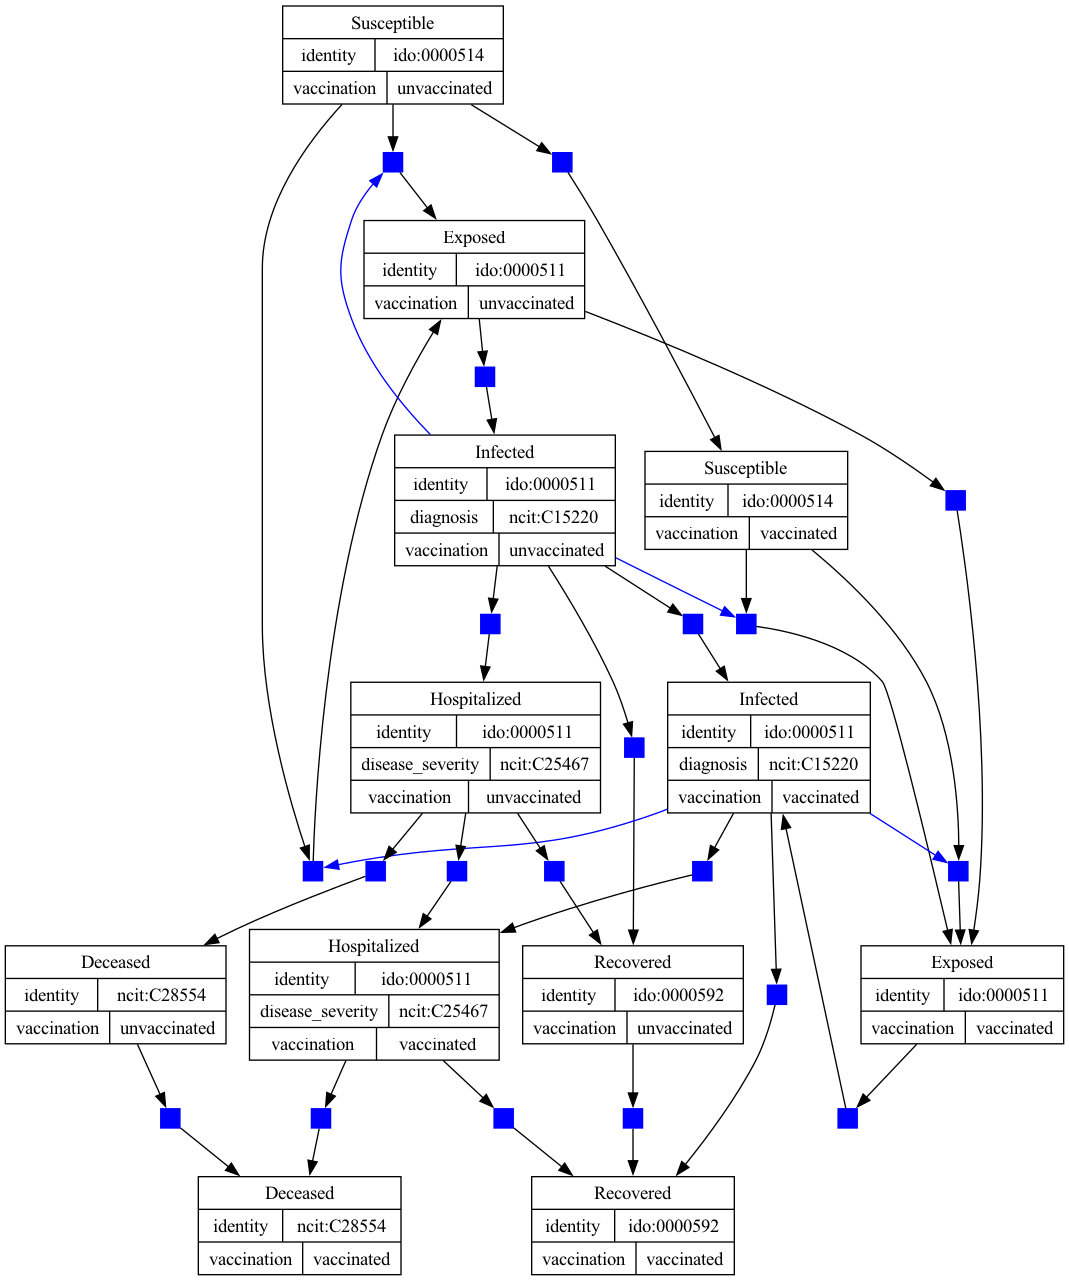 Susceptible
identity ido:0000514
vaccination unvaccinated
Exposed
identity ido:0000511
vaccination unvaccinated
Infected
identity ido:0000511
diagnosis ncit:C15220
vaccination unvaccinated
Susceptible
identity ido:0000514
vaccination vaccinated
Hospitalized
identity ido:0000511
disease_severity ncit:C25467
vaccination unvaccinated
Infected
identity ido:0000511
diagnosis ncit:C15220
vaccination vaccinated
Deceased
identity ncit:C28554
vaccination unvaccinated
Hospitalized
identity ido:0000511
disease_severity ncit:C25467
vaccination vaccinated
Recovered
identity ido:0000592
vaccination unvaccinated
Exposed
identity ido:0000511
vaccination vaccinated
Deceased
identity ncit:C28554
vaccination vaccinated
Recovered
identity ido:0000592
vaccination vaccinated